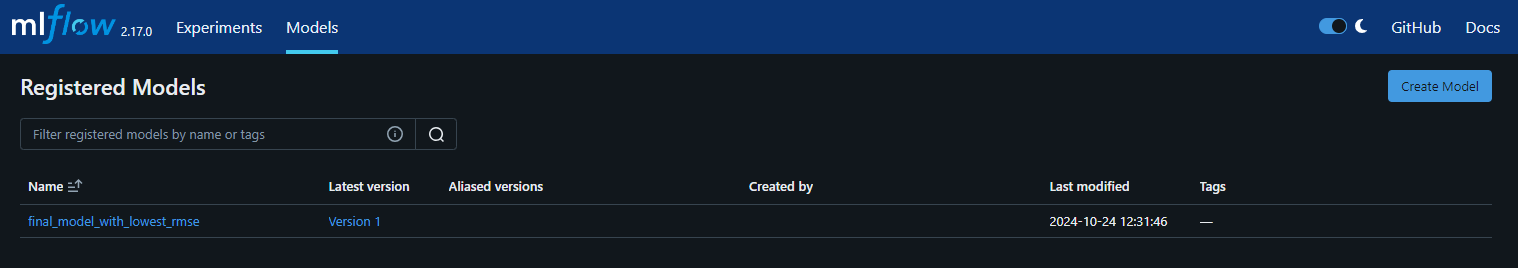 mlflow 2.17.0 Experiments Models GitHub Docs
Registered Models
Create Model
Filter registered models by name or tags
Name Latest version Aliased versions Created by Last modified Tags
final_model_with_lowest_rmse Version 1 2024-10-24 12:31:46 —